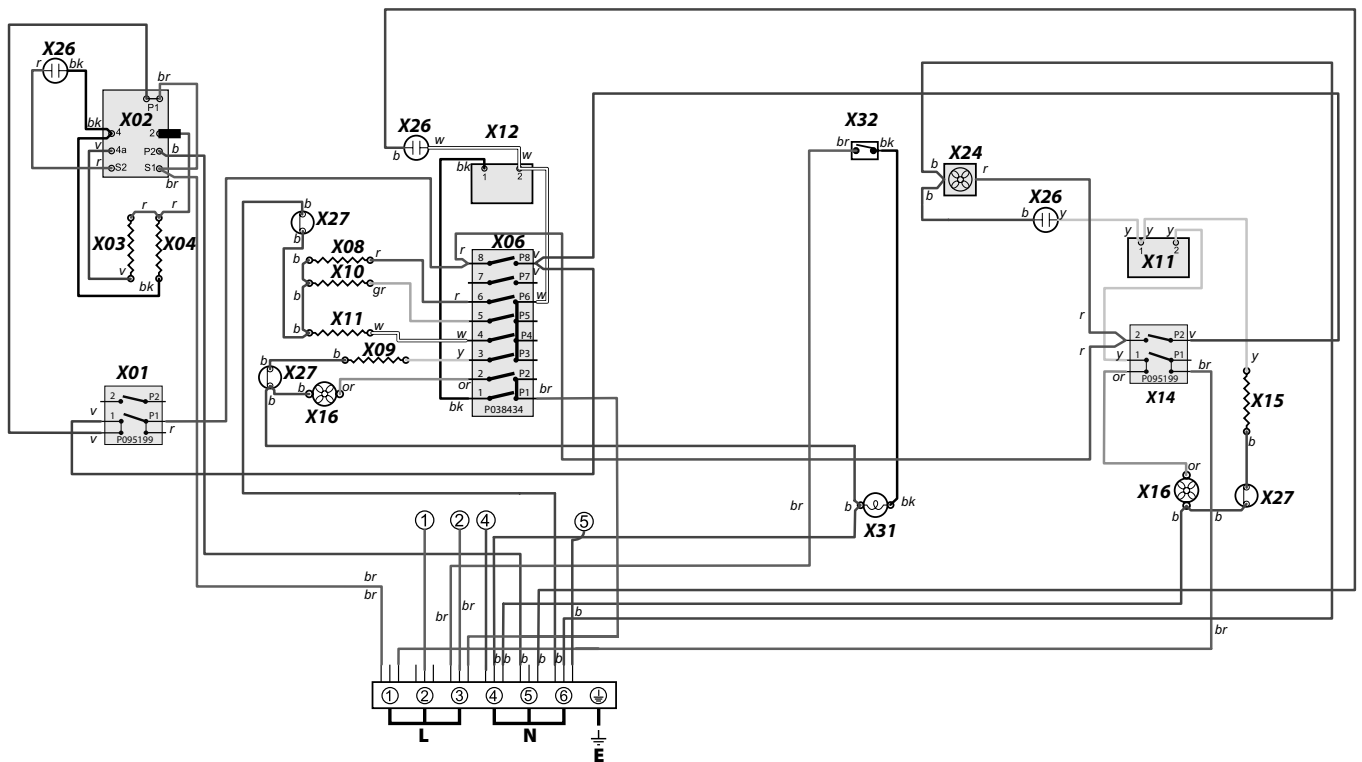 X26
r
bk
br
P1
X02
bk
4
2
v
4a
P2
b
r
S2
S1
br
r
r
X03
X04
v
bk
X01
2
P2
v
1
P1
v
r
P095199
X26
b
w
X12
w
bk
1
2
b
X27
b
X08
b
r
X10
b
gr
X11
b
w
X09
b
b
X27
b
b
X16
or
X06
r
8
P8
v
v
7
P7
r
6
P6
w
5
P5
w
4
P4
y
3
P3
or
2
P2
br
bk
1
P1
P038434
X32
br
bk
br
b
bk
X31
X24
b
r
b
X26
b
y
y
y
y
1
2
X11
r
r
2
P2
v
y
1
P1
br
or
P095199
X14
y
X15
b
or
X16
X27
b
b
br
1
2
4
5
br
br
br
br
b
b
b
b
b
b
1
2
3
4
5
6
L
N
E